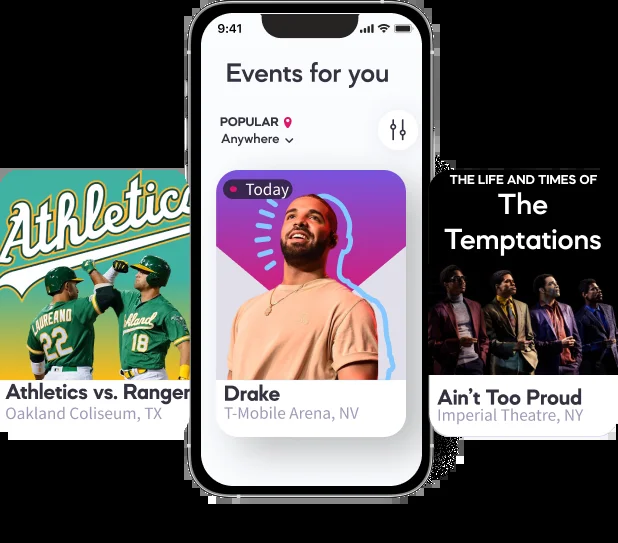 9:41
Events for you
POPULAR
Anywhere
Today
Drake
T-Mobile Arena, NV
Athletics
LAUREANO
22
Oakland
18
Athletics vs. Ranger
Oakland Coliseum, TX
THE LIFE AND TIMES OF
The
Temptations
Ain’t Too Proud
Imperial Theatre, NY